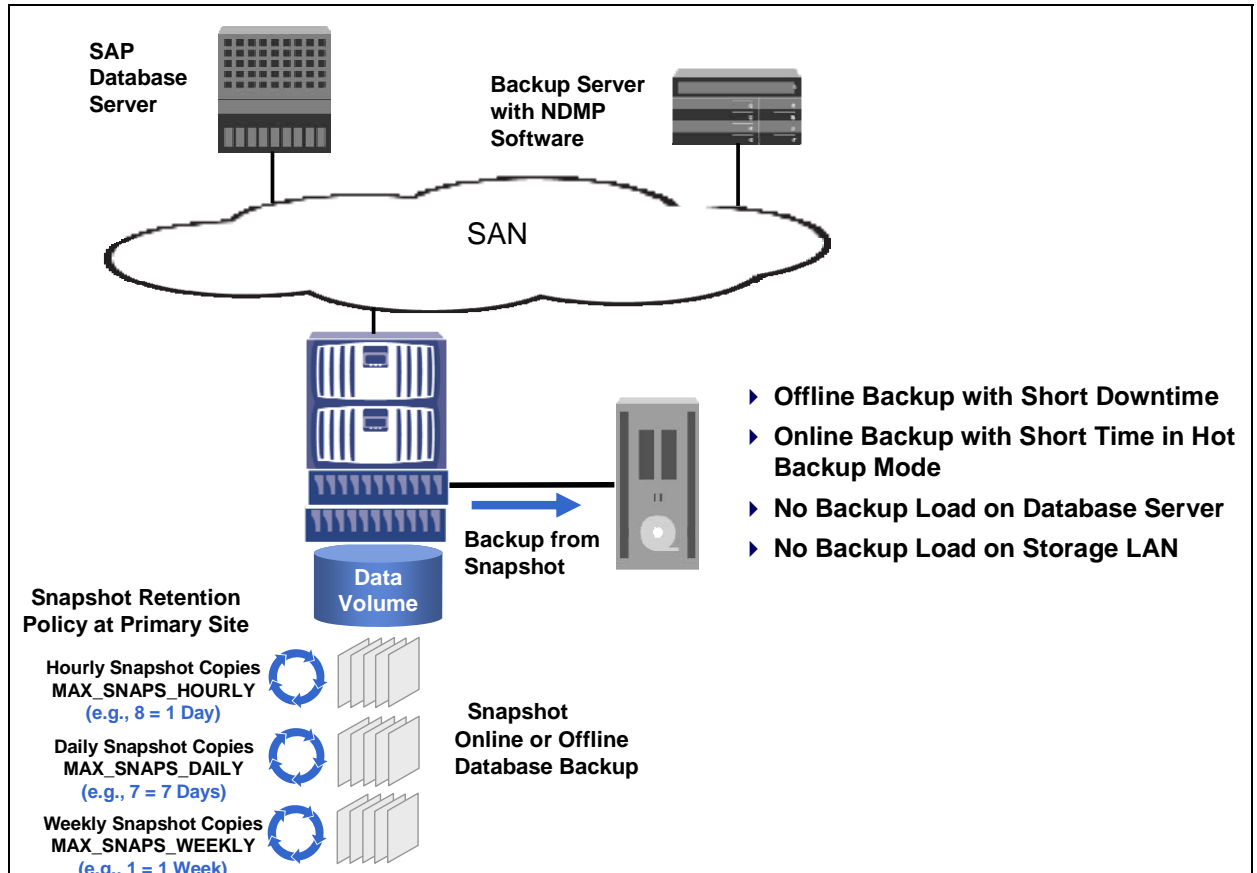 SAP
Database
Server
Backup Server
with NDMP
Software
SAN
Backup from
Snapshot
Data
Volume
Offline Backup with Short Downtime
Online Backup with Short Time in Hot
Backup Mode
No Backup Load on Database Server
No Backup Load on Storage LAN
Snapshot Retention
Policy at Primary Site
Hourly Snapshot Copies
MAX_SNAPS_HOURLY
(e.g., 8 = 1 Day)
Daily Snapshot Copies
MAX_SNAPS_DAILY
(e.g., 7 = 7 Days)
Weekly Snapshot Copies
MAX_SNAPS_WEEKLY
(e.g., 1 = 1 Week)
Snapshot
Online or Offline
Database Backup